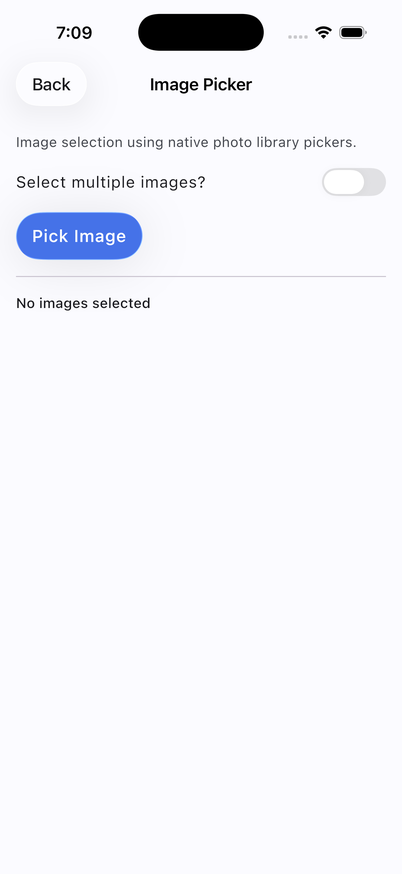 7:09
Back
Image Picker
Image selection using native photo library pickers.
Select multiple images?
Pick Image
No images selected